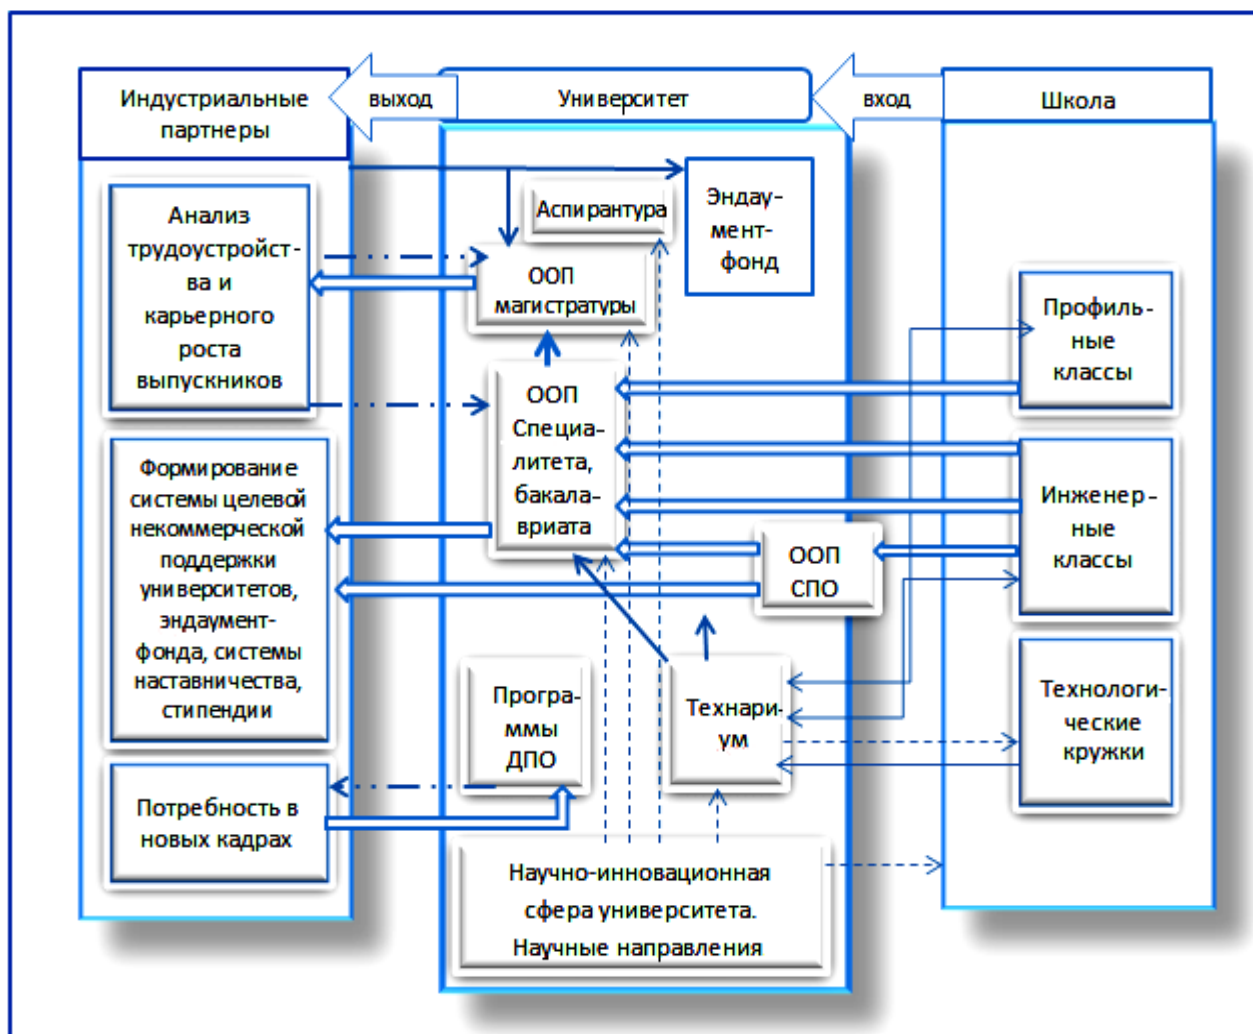 Индустриальные
партнеры
выход
Университет
вход
Школа
Анализ
трудоустройст-
ва и
карьерного
роста
выпускников
Формирование
системы целевой
некоммерческой
поддержки
университетов,
эндаумент-
фонда, системы
наставничества,
стипендии
Потребность в
новых кадрах
Аспирантура
Эндау-
мент-
фонд
ООП
магистратуры
ООП
Специа-
литета,
бакала-
вриата
ООП
СПО
Програ-
ммы
ДПО
Технари-
ум
Научно-инновационная
сфера университета.
Научные направления
Профиль-
ные
классы
Инженер-
ные
классы
Технологи-
ческие
кружки